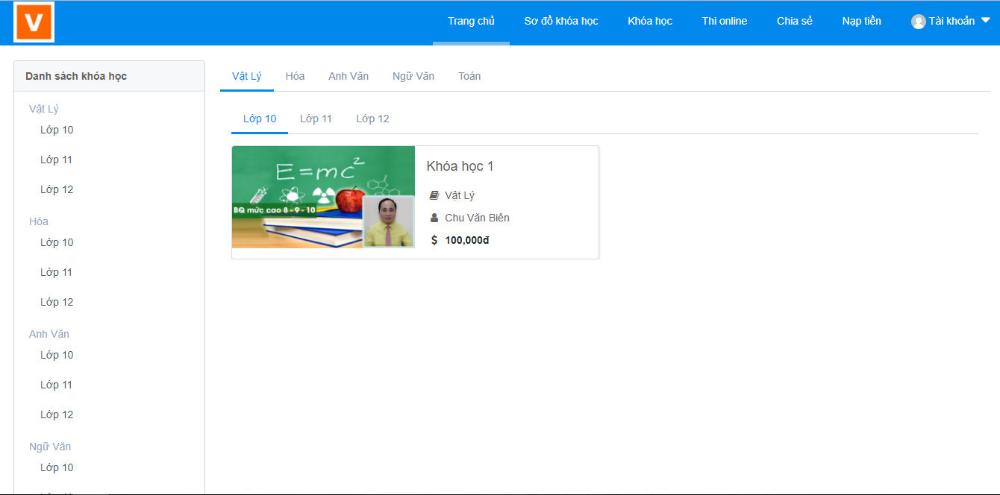 V
Trang chủ
Sơ đồ khóa học
Khóa học
Thi online
Chia sẻ
Nạp tiền
Tài khoản
Danh sách khóa học
Vật Lý
Lớp 10
Lớp 11
Lớp 12
Hóa
Lớp 10
Lớp 11
Lớp 12
Anh Văn
Lớp 10
Lớp 11
Lớp 12
Ngữ Văn
Lớp 10
Vật Lý
Hóa
Anh Văn
Ngữ Văn
Toán
Lớp 10
Lớp 11
Lớp 12
E=mc²
BQ mức cao 8 - 9 - 10
Khóa học 1
Vật Lý
Chu Văn Biên
$ 100,000đ